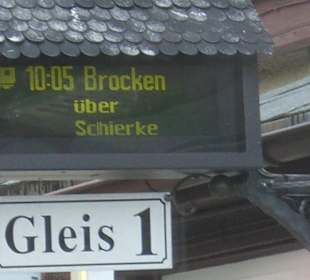 10:05 Brocken
über
Schierke
Gleis 1